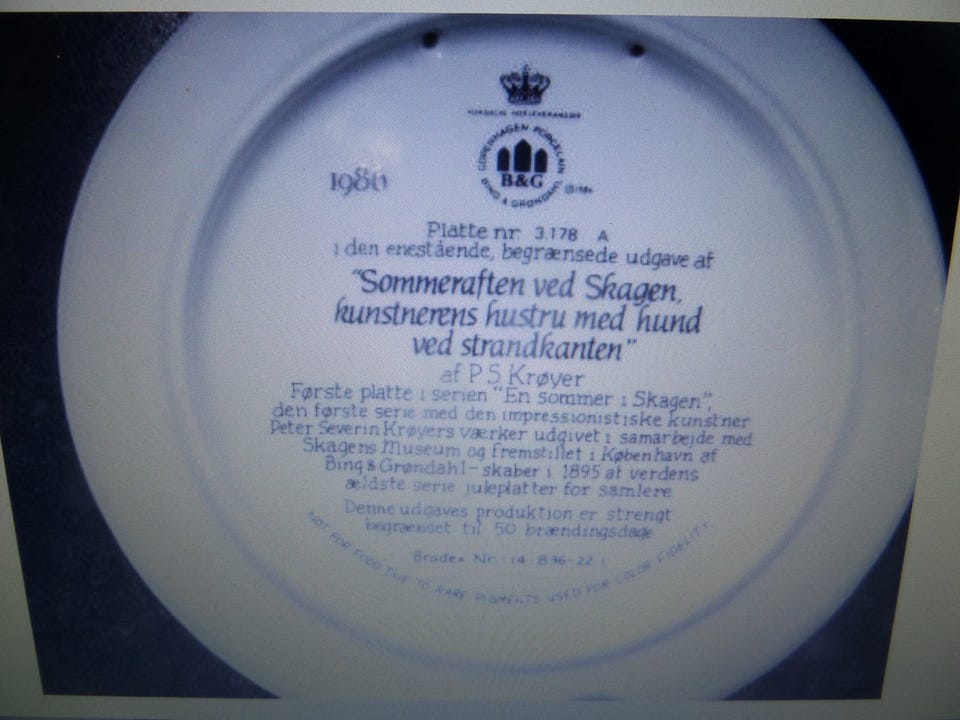 KONGELIG HOFLEVERANDØR
COPENHAGEN PORCELAIN
B&G
BING & GRØNDAHL
1986
Platte nr. 3.178 A
i den enestående, begrænsede udgave af
“Sommeraften ved Skagen,
kunstnerens hustru med hund
ved strandkanten”
af P S Krøyer
Første platte i serien “En sommer i Skagen”,
den første serie med den impressionistiske kunstner
Peter Severin Krøyers værker udgivet i samarbejde med
Skagens Museum og fremstillet i København af
Bing & Grøndahl – skaber i 1895 af verdens
ældste serie juleplatter for samlere
Denne udgaves produktion er strengt
begrænset til 50 brændingsdage
Bradex Nr. 14-B36-22.1
NOT FOR FOOD DUE TO RARE PIGMENTS USED FOR COLOR FIDELITY